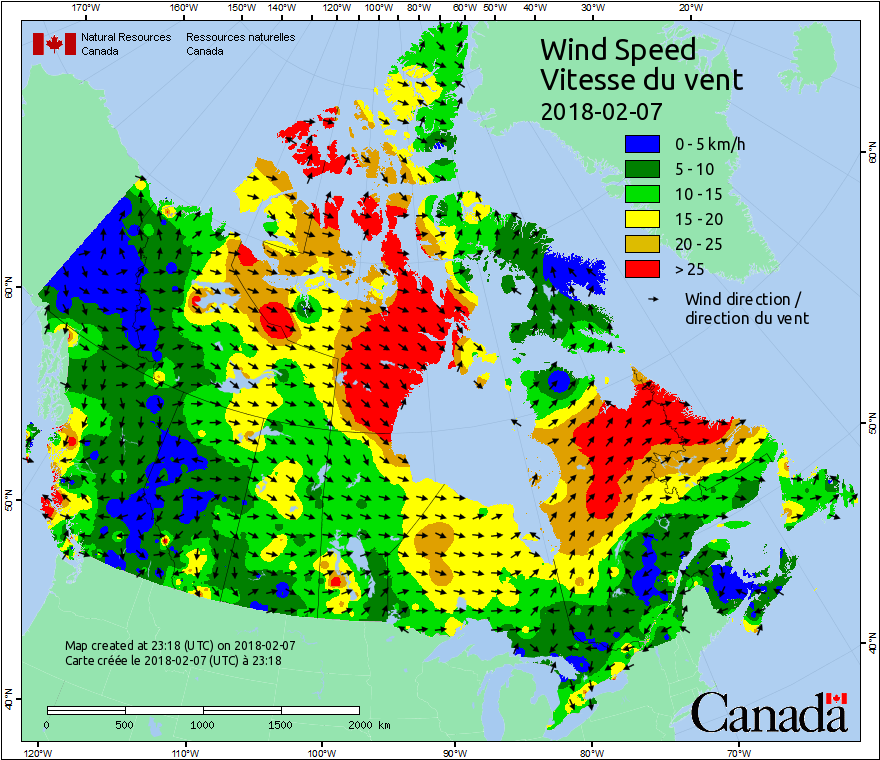 170°W 160°W 150°W 140°W 120°W 100°W 80°W 60°W 50°W 40°W 30°W 20°W
Natural Resources Ressources naturelles
Canada Canada
Wind Speed
Vitesse du vent
2018-02-07
0 - 5 km/h
5 - 10
10 - 15
15 - 20
20 - 25
> 25
Wind direction /
direction du vent
60°N
60°N
50°N
50°N
40°N
40°N
Map created at 23:18 (UTC) on 2018-02-07
Carte créée le 2018-02-07 (UTC) à 23:18
0 500 1000 1500 2000 km
Canada
120°W 110°W 100°W 90°W 80°W 70°W